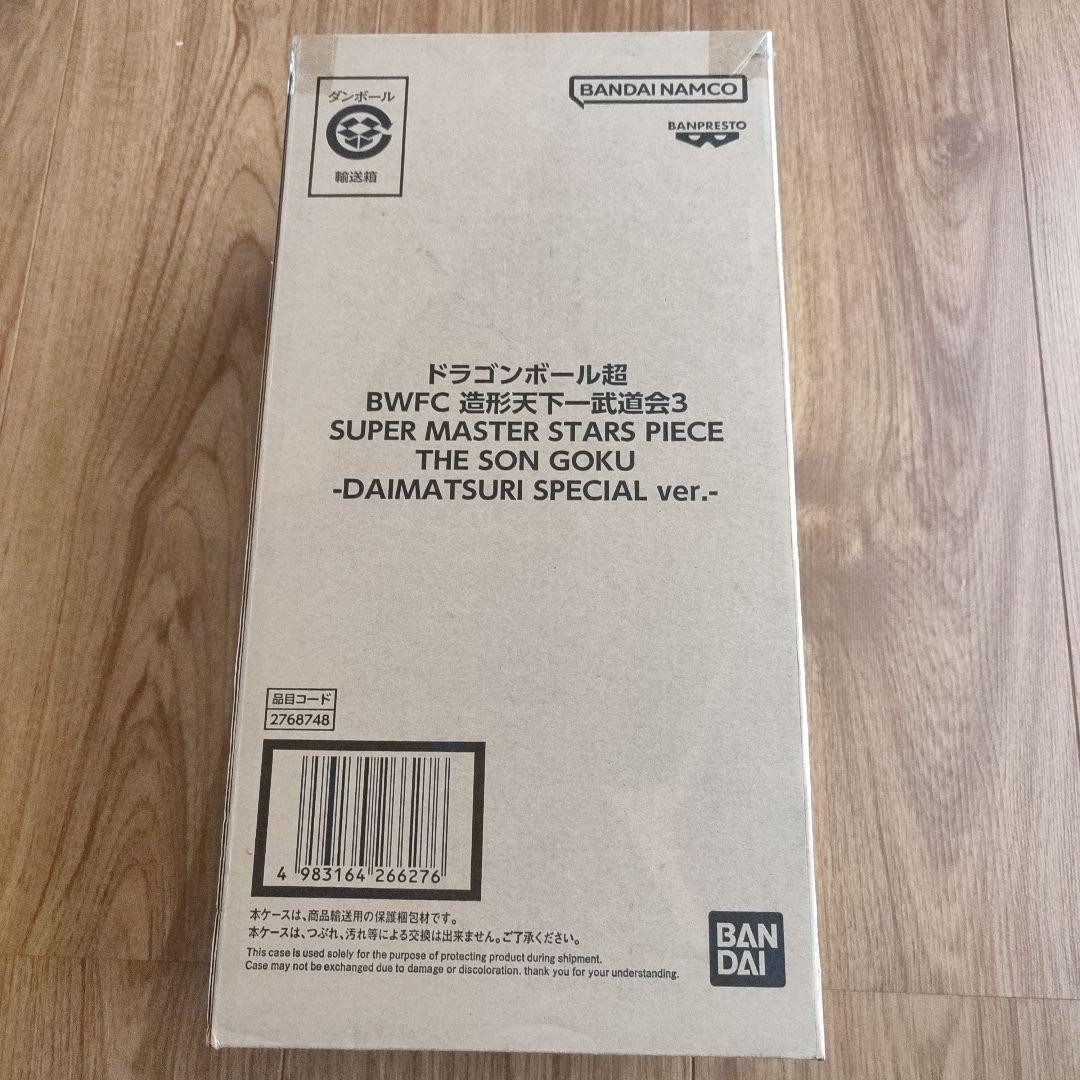 ダンボール
輸送箱
BANDAI NAMCO
BANPRESTO
ドラゴンボール超
BWFC 造形天下一武道会3
SUPER MASTER STARS PIECE
THE SON GOKU
-DAIMATSURI SPECIAL ver.-
品目コード
2768748
4 983164 266276
本ケースは、商品輸送用の保護梱包材です。
本ケースは、つぶれ、汚れ等による交換は出来ません。ご了承ください。
This case is used solely for the purpose of protecting product during shipment.
Case may not be exchanged due to damage or discoloration. thank you for your understanding.
BAN
DAI